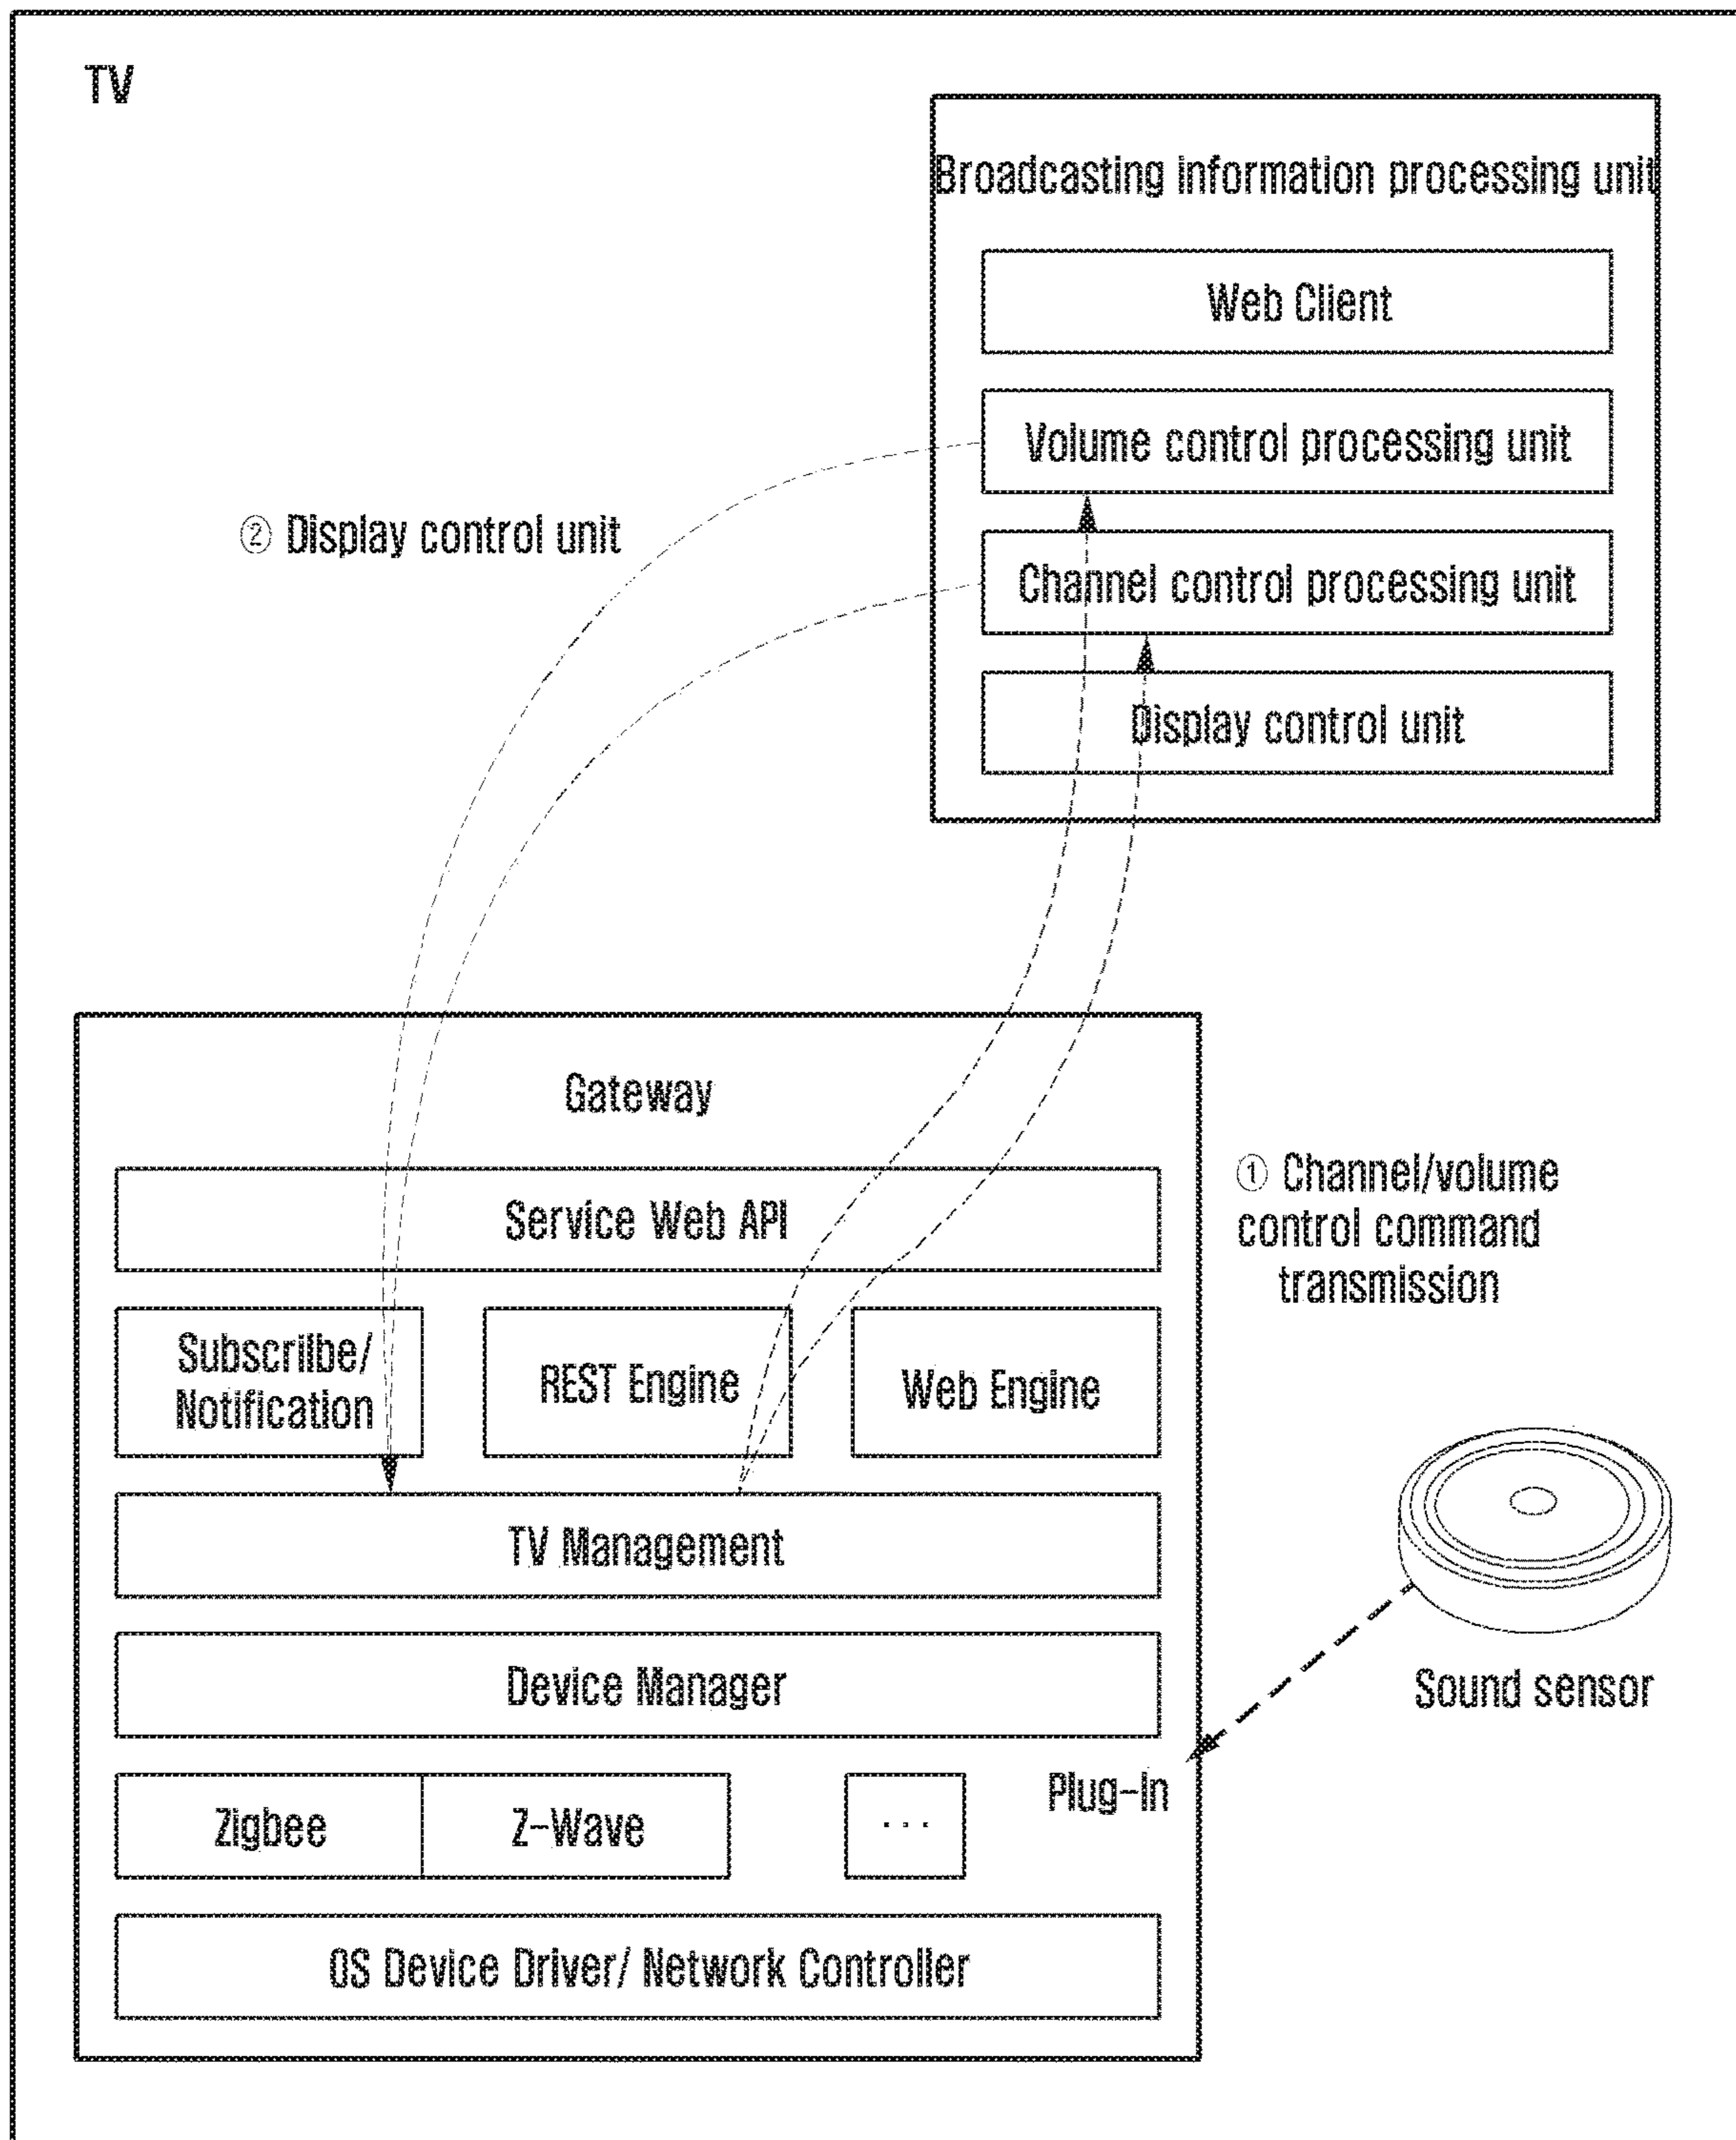 TV
Broadcasting information processing unit
Web Client
Volume control processing unit
② Display control unit
Channel control processing unit
Display control unit
Gateway
Service Web API
① Channel/volume
control command
transmission
Subscrilbe/
Notification
REST Engine
Web Engine
TV Management
Device Manager
Sound sensor
Zigbee
Z-Wave
...
Plug-in
OS Device Driver/ Network Controller